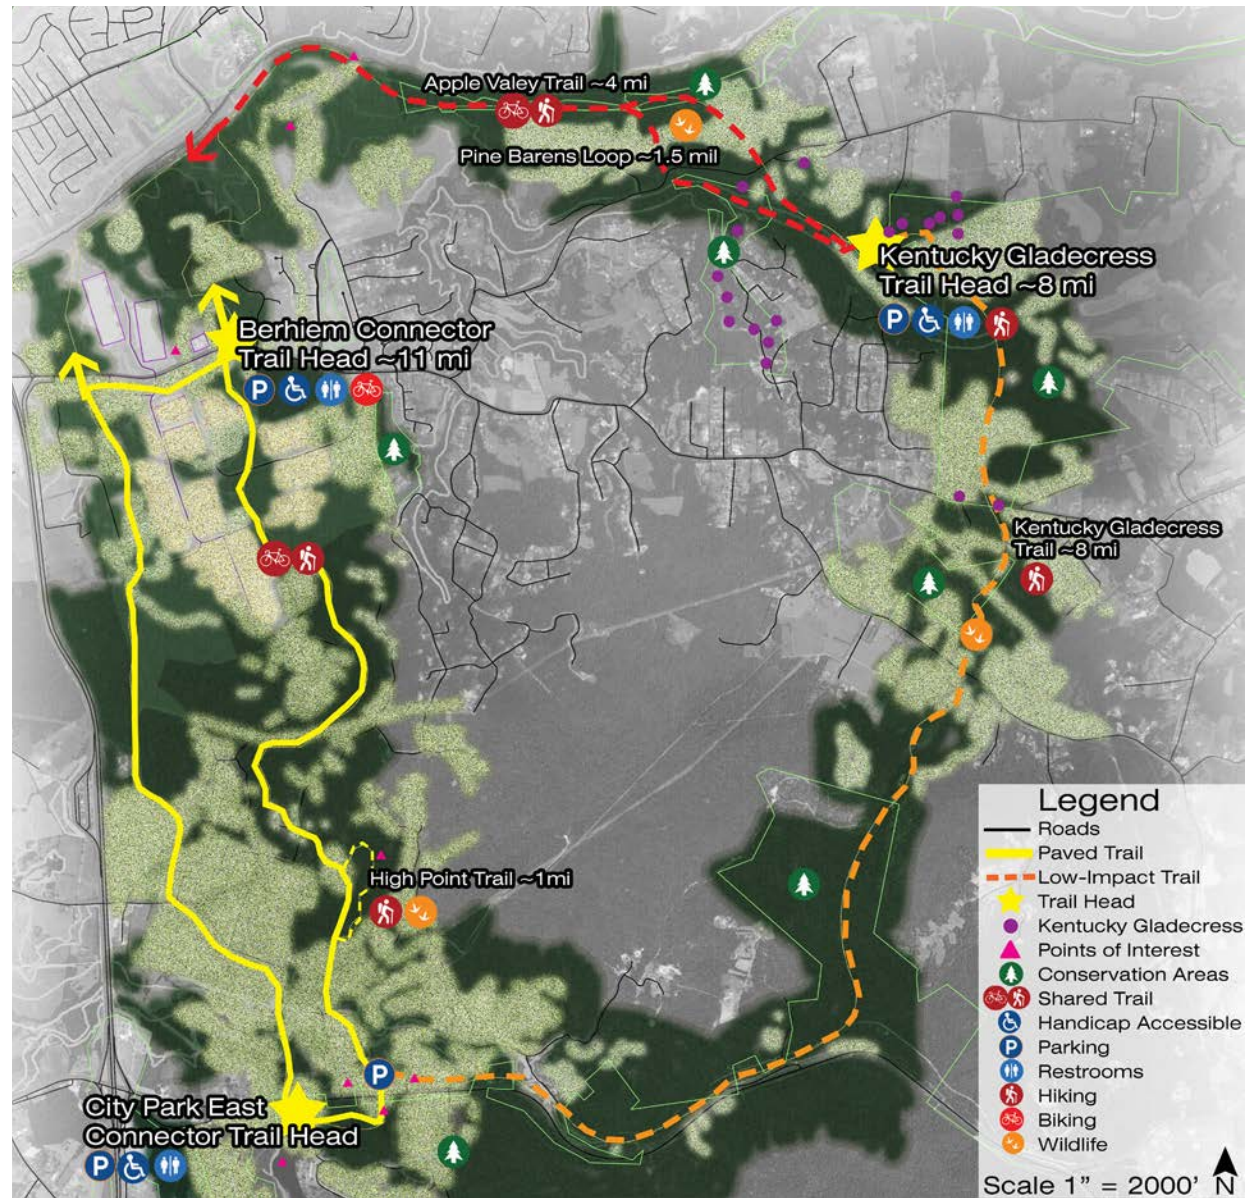 Apple Valey Trail ~4 mi
Pine Barens Loop ~1.5 mil
Kentucky Gladecress
Trail Head ~8 mi
P
Berhiem Connector
Trail Head ~11 mi
P
Kentucky Gladecress
Trail ~8 mi
High Point Trail ~1mi
P
City Park East
Connector Trail Head
P
Legend
Roads
Paved Trail
Low-Impact Trail
Trail Head
Kentucky Gladecress
Points of Interest
Conservation Areas
Shared Trail
Handicap Accessible
P Parking
Restrooms
Hiking
Biking
Wildlife
Scale 1" = 2000' N